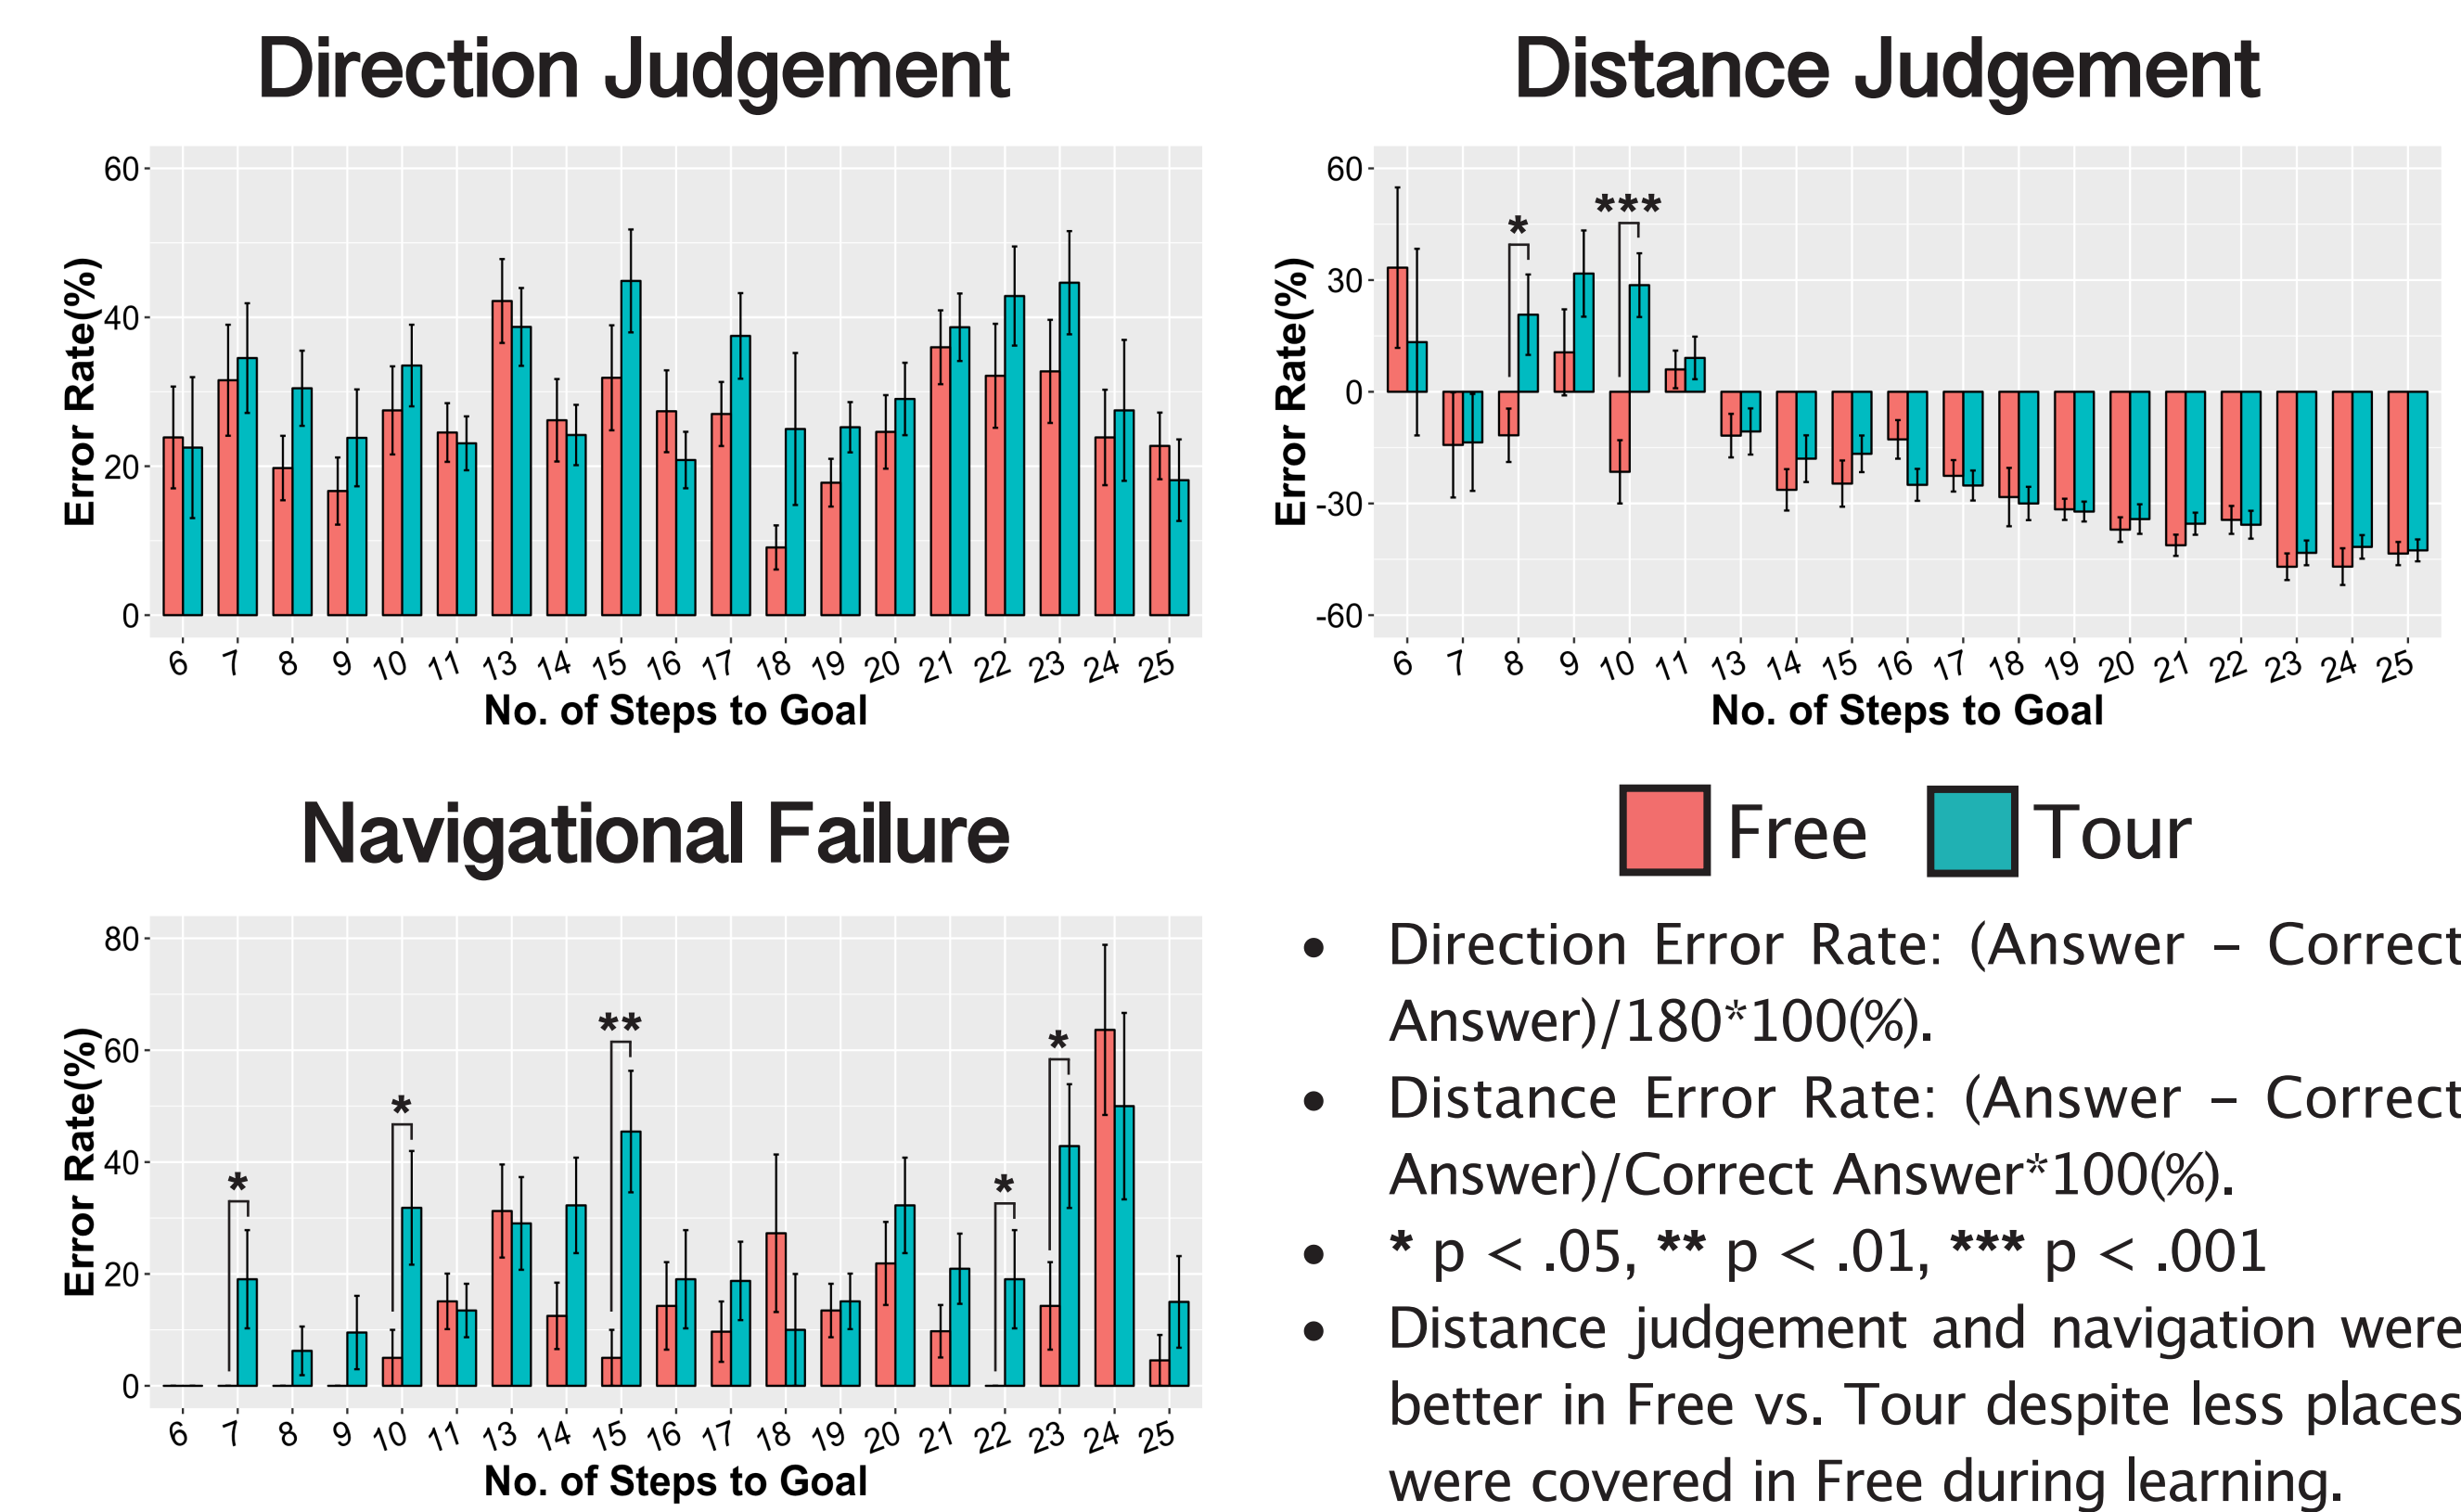 Direction Judgement
60
40
20
0
Error Rate(%)
6 7 8 9 10 11 13 14 15 16 17 18 19 20 21 22 23 24 25
No. of Steps to Goal
Distance Judgement
60
30
0
-30
-60
Error Rate(%)
* ***
6 7 8 9 10 11 13 14 15 16 17 18 19 20 21 22 23 24 25
No. of Steps to Goal
Navigational Failure
80
60
40
20
0
Error Rate(%)
* * ** * *
6 7 8 9 10 11 13 14 15 16 17 18 19 20 21 22 23 24 25
No. of Steps to Goal
Free Tour
• Direction Error Rate: (Answer – Correct
Answer)/180*100(%).
• Distance Error Rate: (Answer – Correct
Answer)/Correct Answer*100(%).
• * p < .05, ** p < .01, *** p < .001
• Distance judgement and navigation were
better in Free vs. Tour despite less places
were covered in Free during learning.